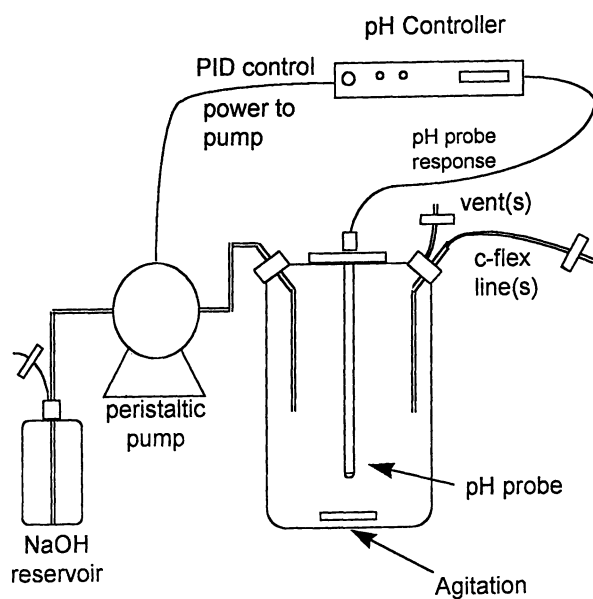 pH Controller
PID control
power to
pump
pH probe
response
vent(s)
c-flex
line(s)
peristaltic
pump
pH probe
NaOH
reservoir
Agitation